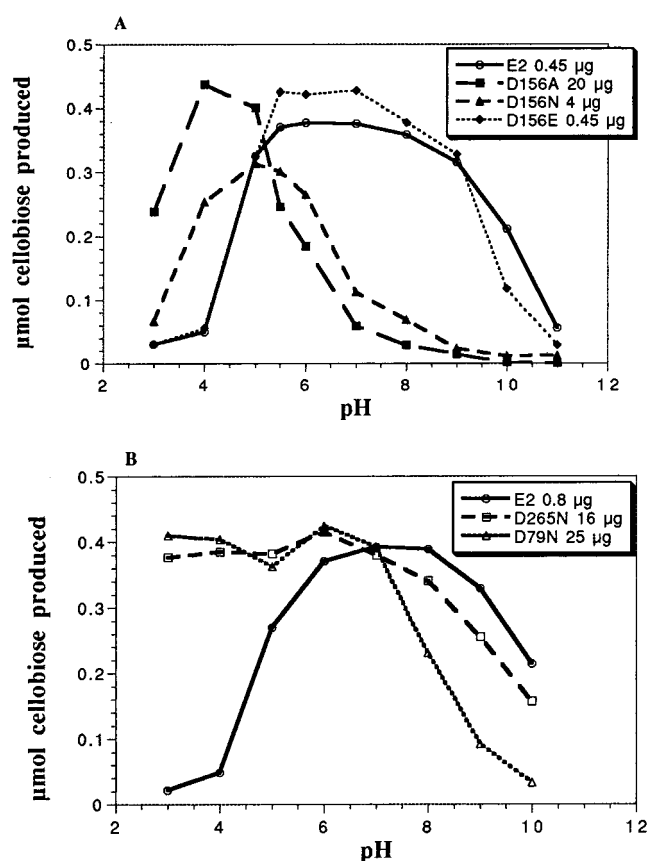 A
0.5
0.4
0.3
0.2
0.1
0
μmol cellobiose produced
E2 0.45 µg
D156A 20 µg
D156N 4 µg
D156E 0.45 µg
2 4 6 8 10 12
pH
B
0.5
0.4
0.3
0.2
0.1
0
μmol cellobiose produced
E2 0.8 µg
D265N 16 µg
D79N 25 µg
2 4 6 8 10 12
pH